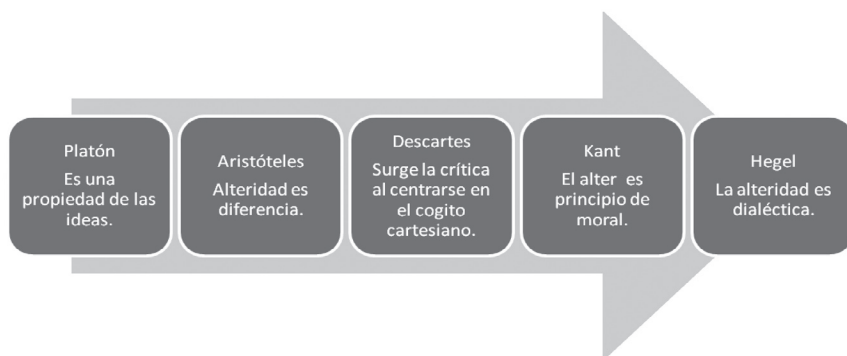 Platón
Es una
propiedad de las
ideas.
Aristóteles
Alteridad es
diferencia.
Descartes
Surge la crítica
al centrarse en
el cogito
cartesiano.
Kant
El alter es
principio de
moral.
Hegel
La alteridad es
dialéctica.